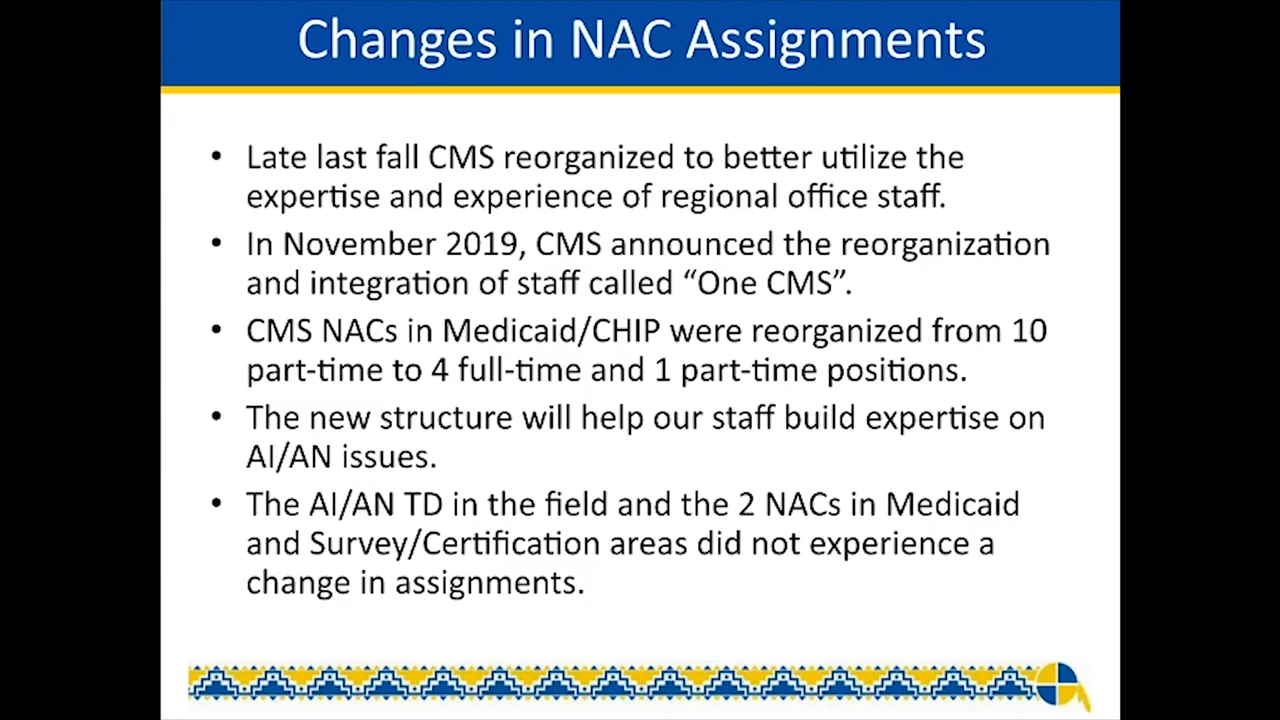 Changes in NAC Assignments
• Late last fall CMS reorganized to better utilize the
expertise and experience of regional office staff.
• In November 2019, CMS announced the reorganization
and integration of staff called “One CMS”.
• CMS NACs in Medicaid/CHIP were reorganized from 10
part-time to 4 full-time and 1 part-time positions.
• The new structure will help our staff build expertise on
AI/AN issues.
• The AI/AN TD in the field and the 2 NACs in Medicaid
and Survey/Certification areas did not experience a
change in assignments.